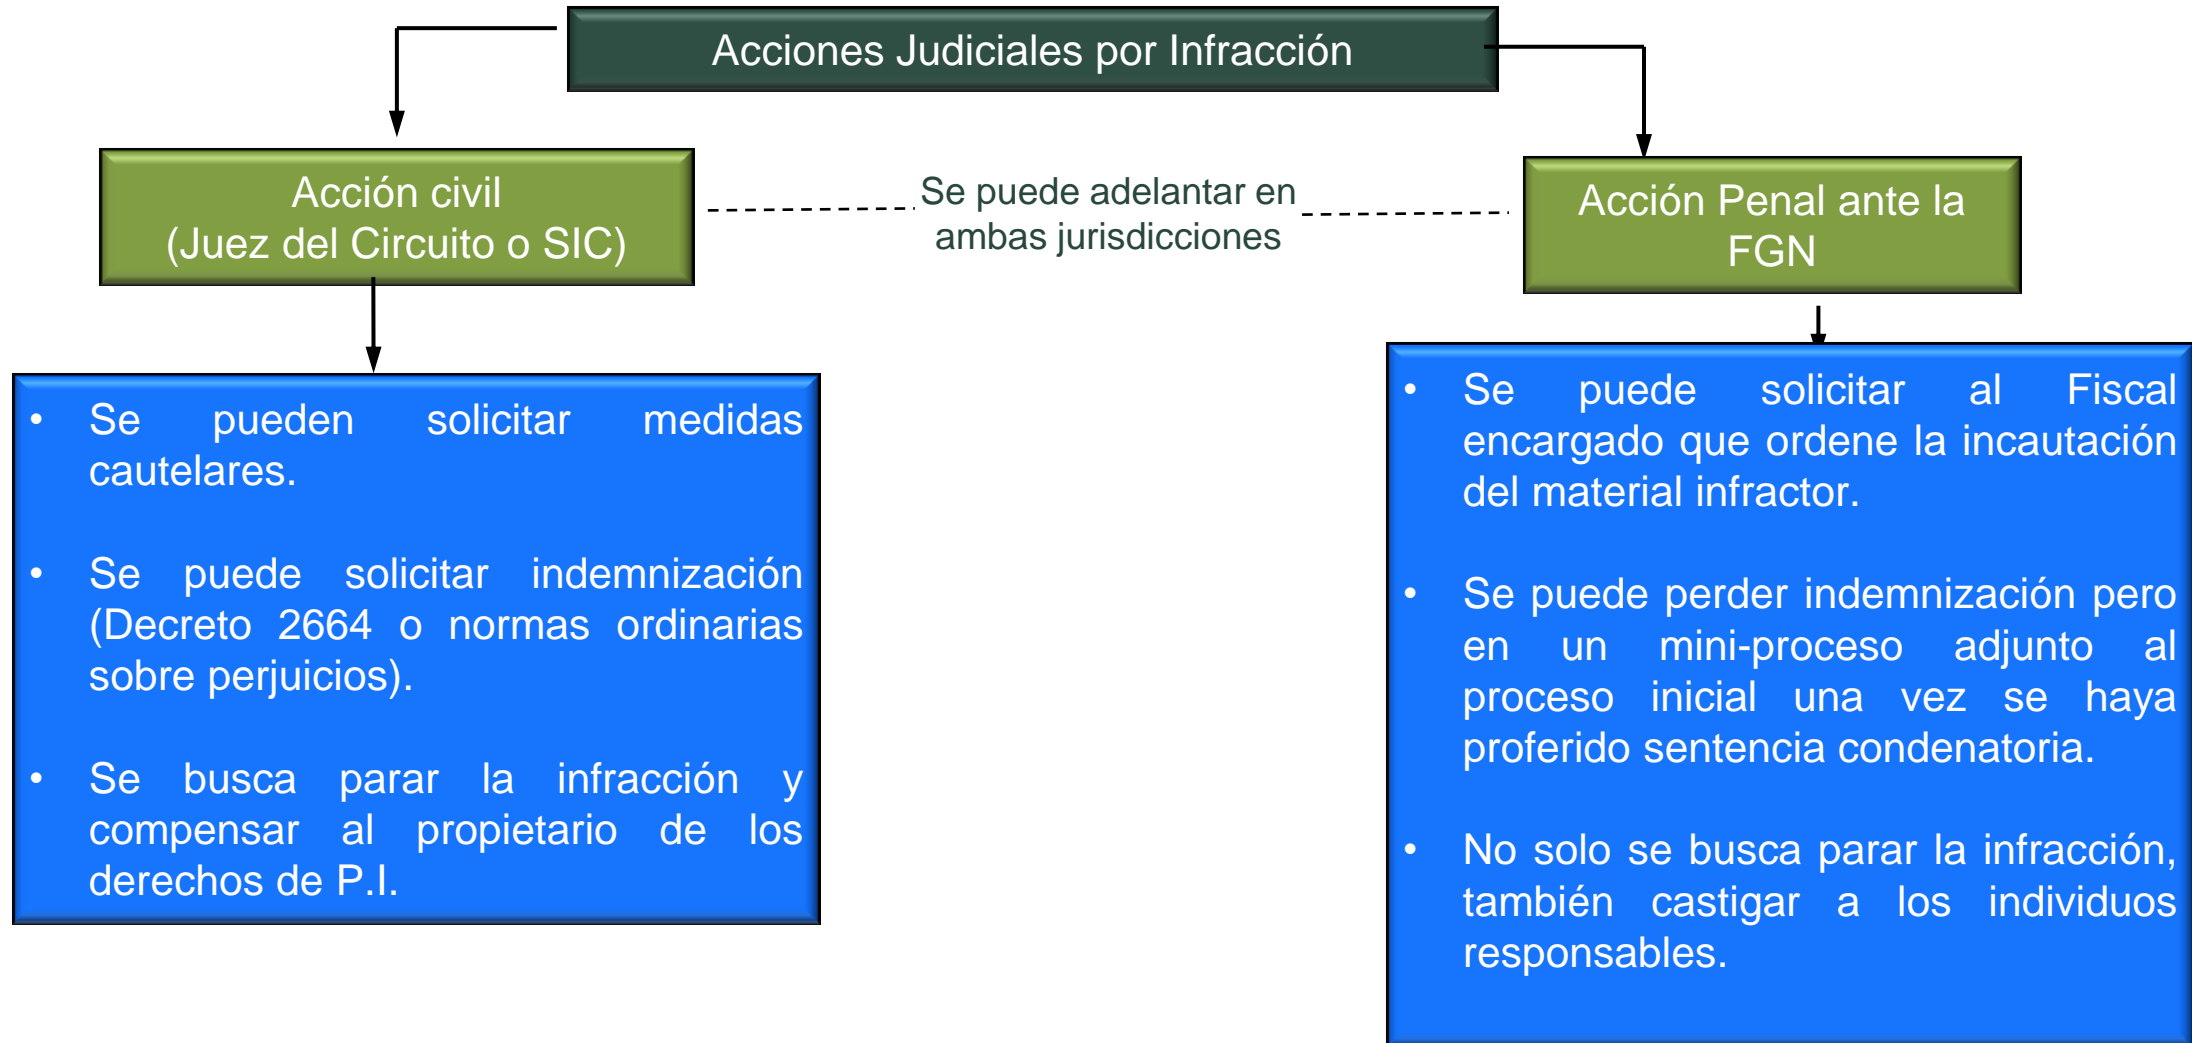 Acciones Judiciales por Infracción
Acción civil
(Juez del Circuito o SIC)
Se puede adelantar en
ambas jurisdicciones
Acción Penal ante la
FGN
• Se pueden solicitar medidas
cautelares.
• Se puede solicitar indemnización
(Decreto 2664 o normas ordinarias
sobre perjuicios).
• Se busca parar la infracción y
compensar al propietario de los
derechos de P.I.
• Se puede solicitar al Fiscal
encargado que ordene la incautación
del material infractor.
• Se puede perder indemnización pero
en un mini-proceso adjunto al
proceso inicial una vez se haya
proferido sentencia condenatoria.
• No solo se busca parar la infracción,
también castigar a los individuos
responsables.